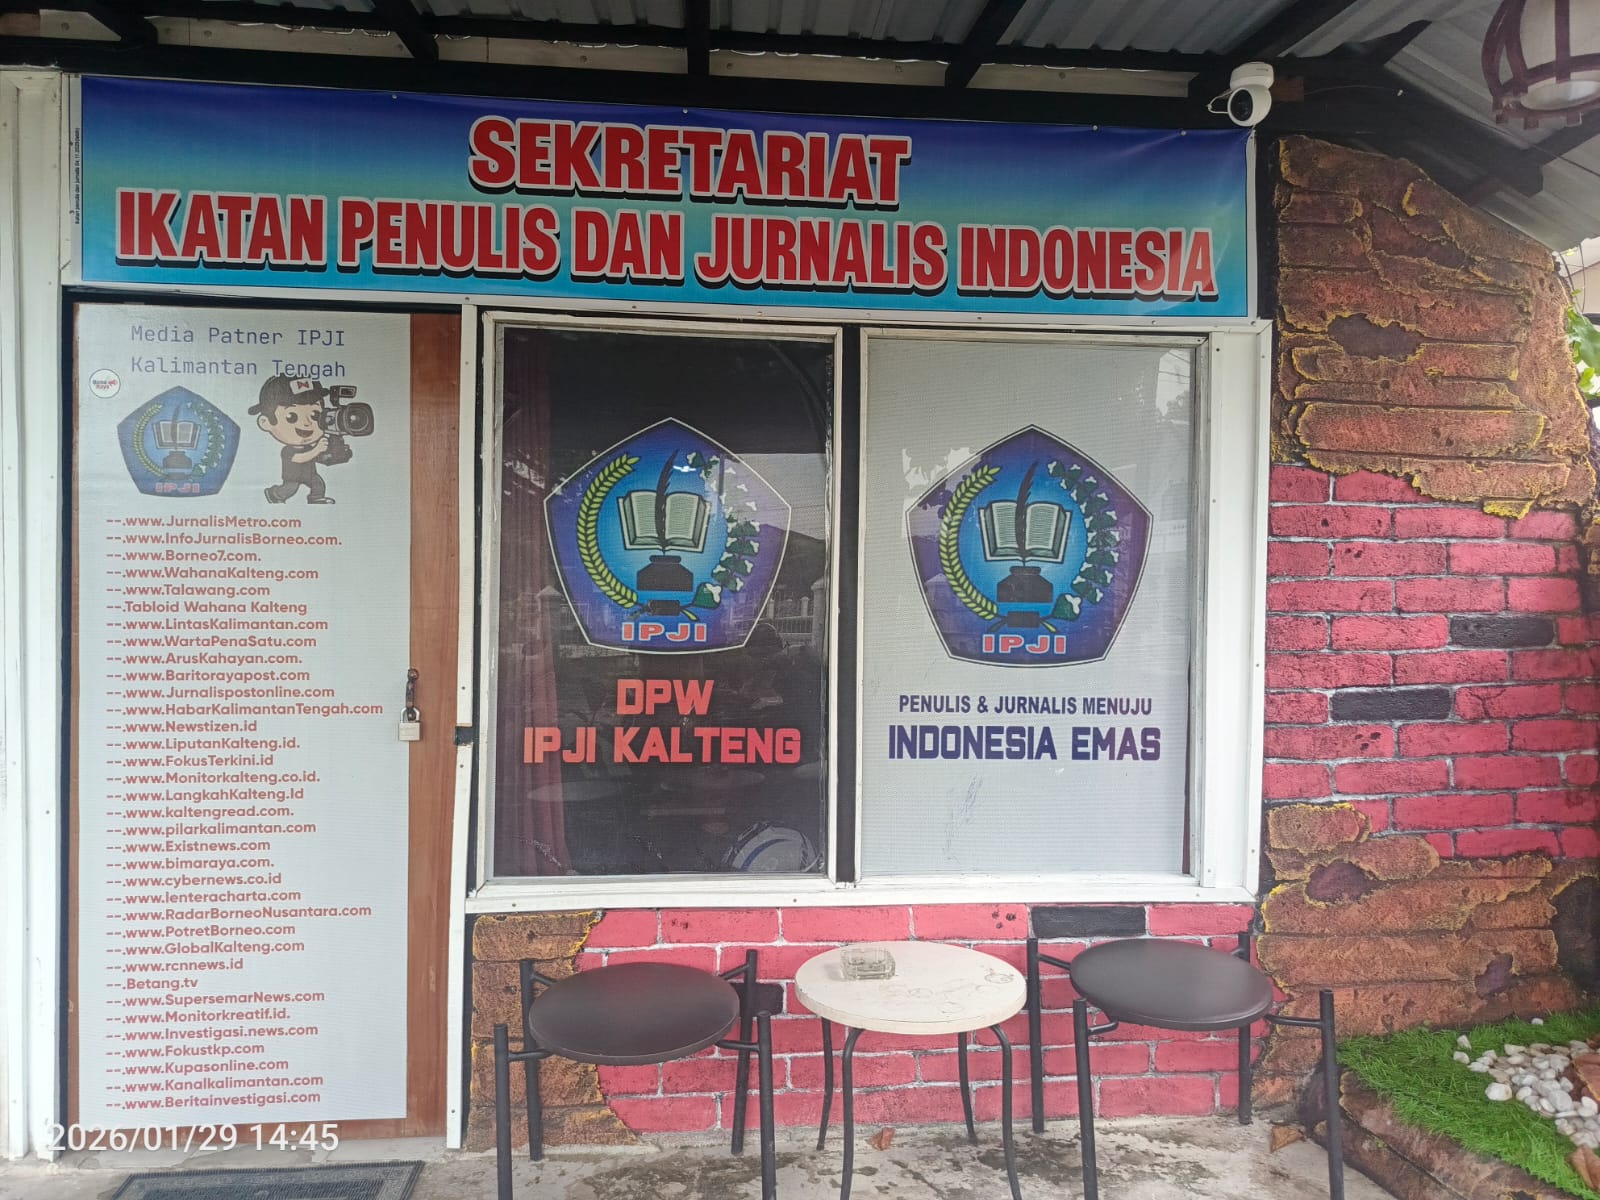 SEKRETARIAT
IKATAN PENULIS DAN JURNALIS INDONESIA
Media Patner IPJI
Kalimantan Tengah
IPJI
--.www.JurnalisMetro.com
--.www.InfoJurnalisBorneo.com.
--.www.Borneo7.com.
--.www.WahanaKalteng.com
--.www.Talawang.com
--.Tabloid Wahana Kalteng
--.www.LintasKalimantan.com
--.www.WartaPenaSatu.com
--.www.ArusKahayan.com.
--.www.Baritorayapost.com
--.www.Jurnalispostonline.com
--.www.HabarKalimantanTengah.com
--.www.Newstizen.id
--.www.LiputanKalteng.id.
--.www.FokusTerkini.id
--.www.Monitorkalteng.co.id.
--.www.LangkahKalteng.Id
--.www.kaltengread.com.
--.www.pilarkalimantan.com
--.www.Existnews.com
--.www.bimaraya.com.
--.www.cybernews.co.id
--.www.lenteracharta.com
--.www.RadarBorneoNusantara.com
--.www.PotretBorneo.com
--.www.GlobalKalteng.com
--.www.rcnnews.id
--.Betang.tv
--.www.SupersemarNews.com
--.www.Monitorkreatif.id.
--.www.Investigasi.news.com
--.www.Fokustkp.com
--.www.Kupasonline.com
--.www.Kanalkalimantan.com
--.www.Beritainvestigasi.com
IPJI
DPW
IPJI KALTENG
IPJI
PENULIS & JURNALIS MENUJU
INDONESIA EMAS
2026/01/29 14:45